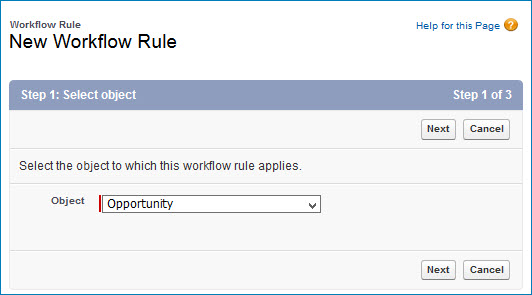 Workflow Rule
New Workflow Rule
Help for this Page ?
Step 1: Select object Step 1 of 3
Next Cancel
Select the object to which this workflow rule applies.
Object Opportunity
Next Cancel